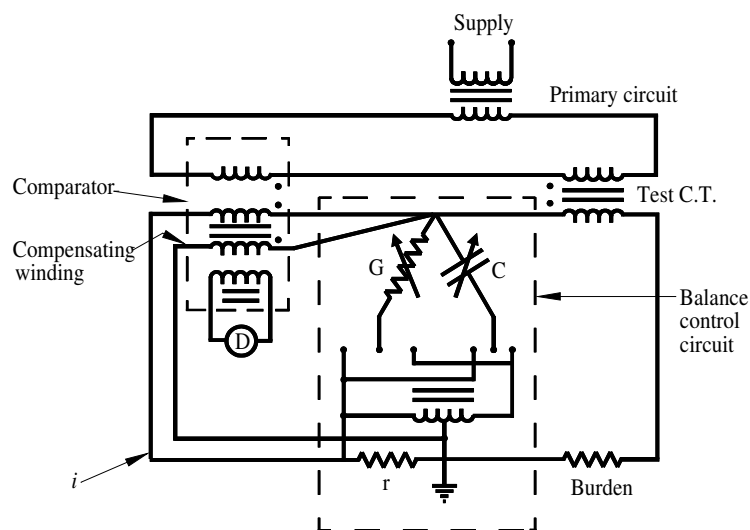 Supply
Primary circuit
Comparator
Test C.T.
Compensating
winding
G
C
D
Balance
control
circuit
i
r
Burden